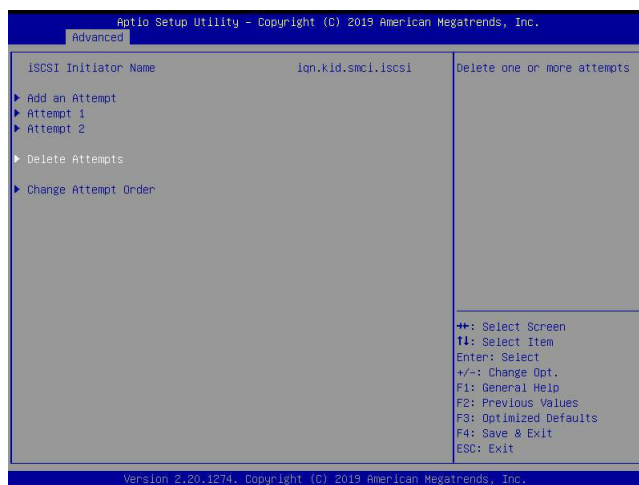 Aptio Setup Utility – Copyright (C) 2019 American Megatrends, Inc.
Advanced
iSCSI Initiator Name iqn.kid.smci.iscsi
Add an Attempt
Attempt 1
Attempt 2
Delete Attempts
Change Attempt Order
Delete one or more attempts
→←: Select Screen
↑↓: Select Item
Enter: Select
+/-: Change Opt.
F1: General Help
F2: Previous Values
F3: Optimized Defaults
F4: Save & Exit
ESC: Exit
Version 2.20.1274. Copyright (C) 2019 American Megatrends, Inc.